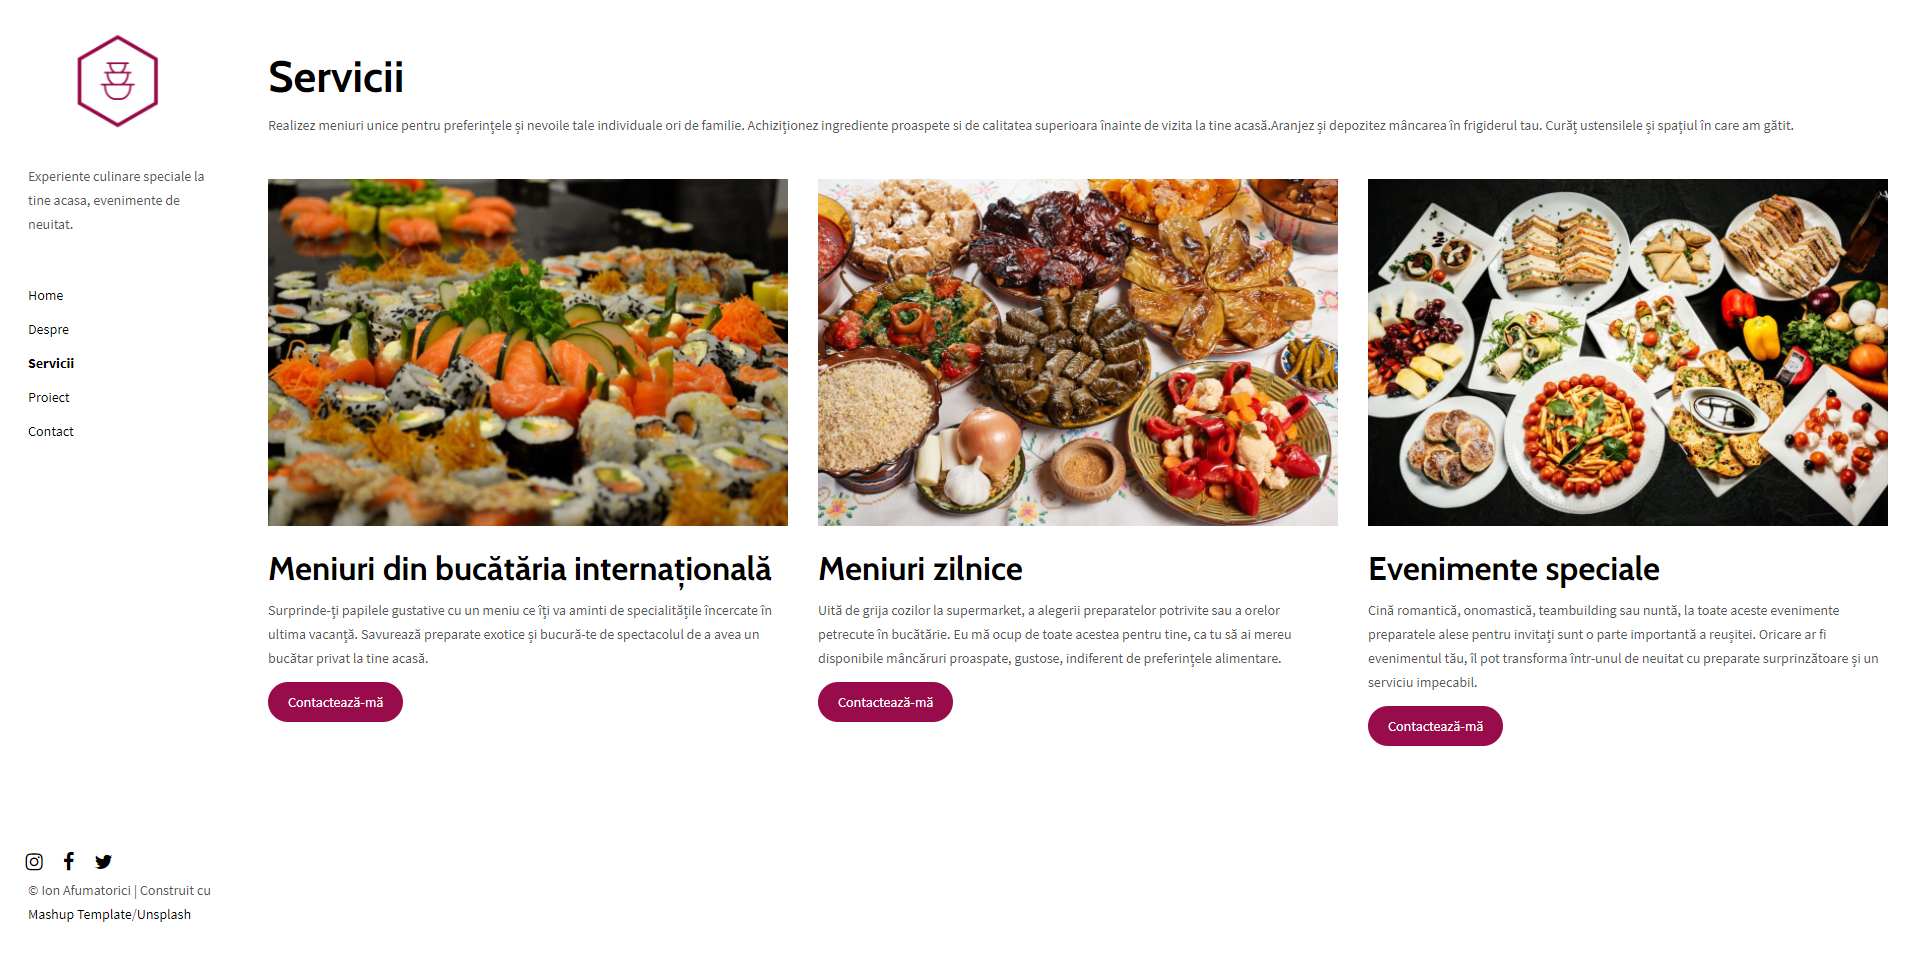 Experiente culinare speciale la
tine acasa, evenimente de
neuitat.
Home
Despre
Servicii
Proiect
Contact
© Ion Afumatorici | Construit cu
Mashup Template/Unsplash
Servicii
Realizez meniuri unice pentru preferințele și nevoile tale individuale ori de familie. Achiziționez ingrediente proaspete si de calitatea superioara înainte de vizita la tine acasă.Aranjez și depozitez mâncarea în frigiderul tau. Curăț ustensilele și spațiul în care am gătit.
Meniuri din bucătăria internațională
Surprinde-ți papilele gustative cu un meniu ce îți va aminti de specialitățile încercate în
ultima vacanță. Savurează preparate exotice și bucură-te de spectacolul de a avea un
bucătar privat la tine acasă.
Contactează-mă
Meniuri zilnice
Uită de grija cozilor la supermarket, a alegerii preparatelor potrivite sau a orelor
petrecute în bucătărie. Eu mă ocup de toate acestea pentru tine, ca tu să ai mereu
disponibile mâncăruri proaspate, gustose, indiferent de preferințele alimentare.
Contactează-mă
Evenimente speciale
Cină romantică, onomastică, teambuilding sau nuntă, la toate aceste evenimente
preparatele alese pentru invitați sunt o parte importantă a reușitei. Oricare ar fi
evenimentul tău, îl pot transforma într-unul de neuitat cu preparate surprinzătoare și un
serviciu impecabil.
Contactează-mă